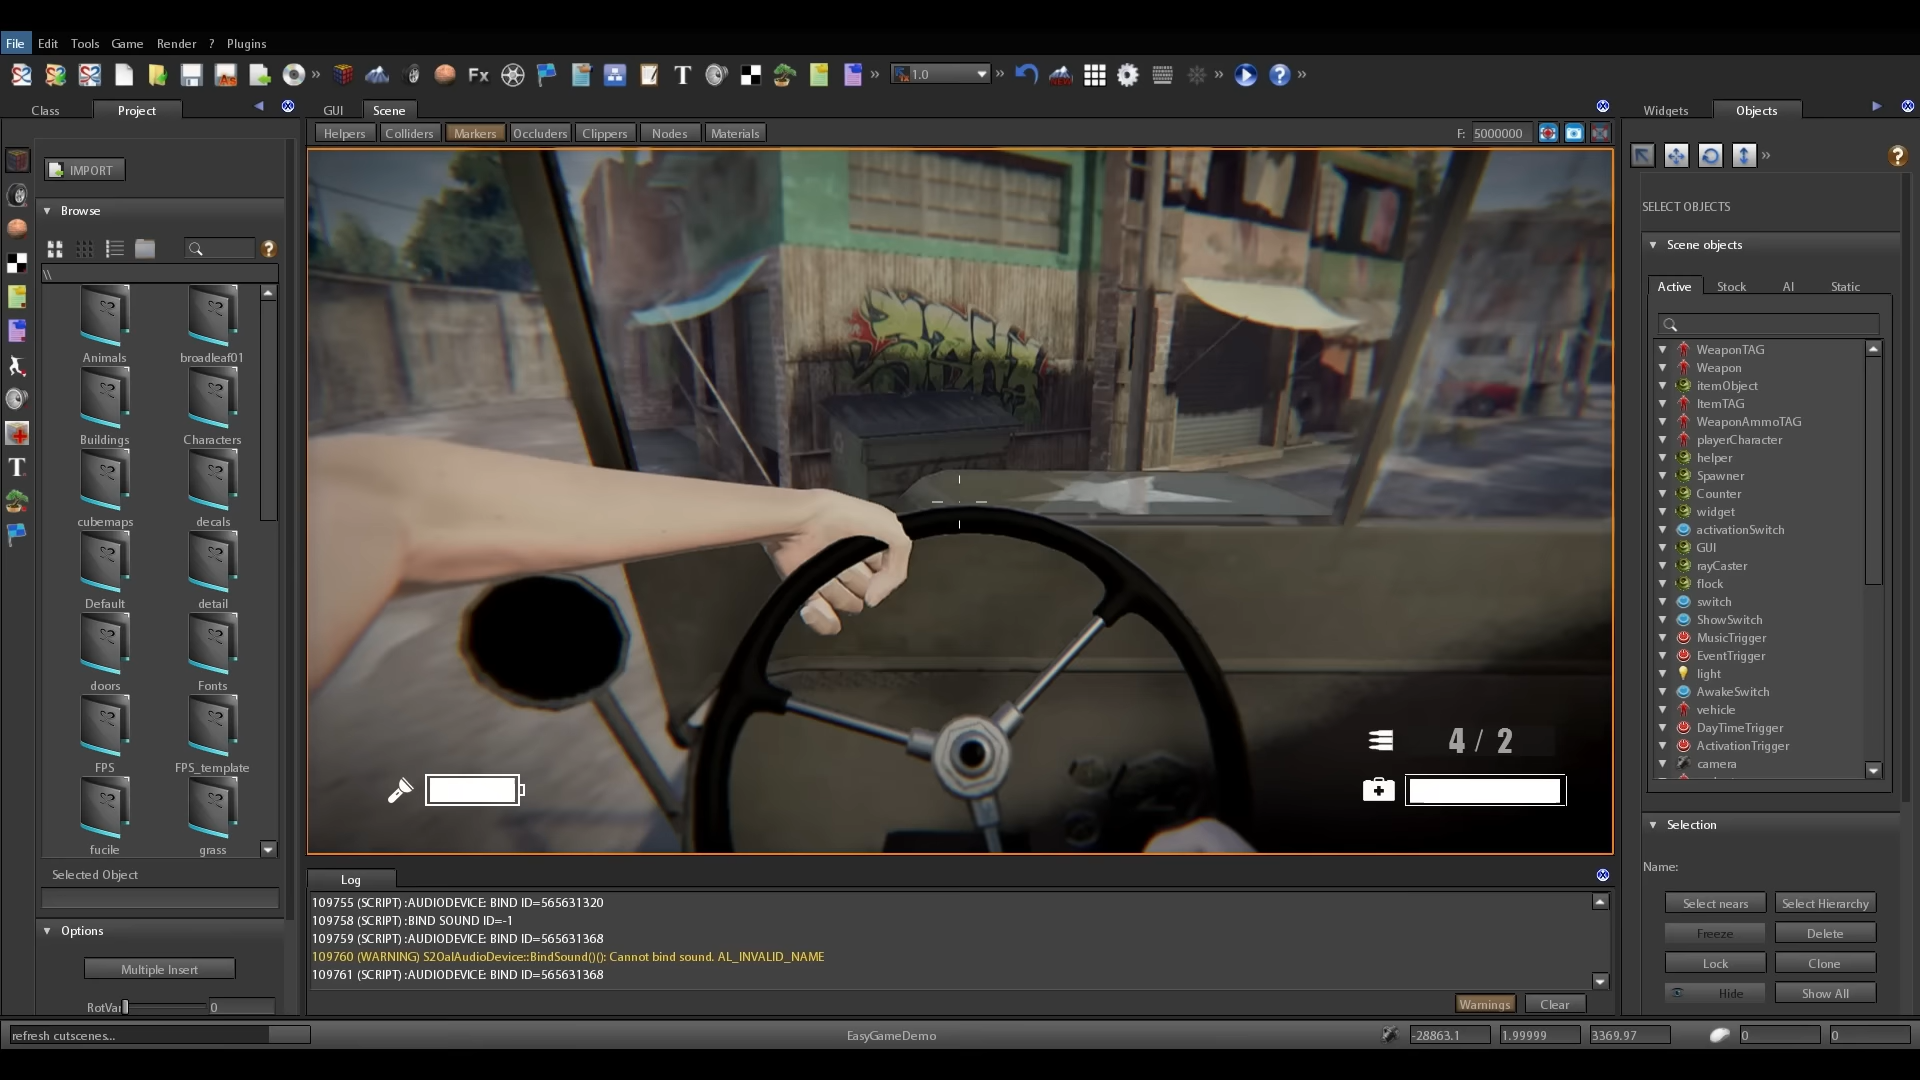 File Edit Tools Game Render ? Plugins
Fx T 1.0 ?
Class Project
GUI Scene
Widgets Objects
Helpers Colliders Markers Occluders Clippers Nodes Materials F: 5000000
IMPORT
Browse
\\
Animals broadleaf01
Buildings Characters
cubemaps decals
Default detail
doors Fonts
FPS FPS_template
fucile grass
Selected Object
Options
Multiple Insert
RotVar 0
4 / 2
Log
109755 (SCRIPT) :AUDIODEVICE: BIND ID=565631320
109758 (SCRIPT) :BIND SOUND ID=-1
109759 (SCRIPT) :AUDIODEVICE: BIND ID=565631368
109760 (WARNING) S2OalAudioDevice::BindSound()(): Cannot bind sound. AL_INVALID_NAME
109761 (SCRIPT) :AUDIODEVICE: BIND ID=565631368
Warnings Clear
SELECT OBJECTS
Scene objects
Active Stock AI Static
WeaponTAG
Weapon
itemObject
ItemTAG
WeaponAmmoTAG
playerCharacter
helper
Spawner
Counter
widget
activationSwitch
GUI
rayCaster
flock
switch
ShowSwitch
MusicTrigger
EventTrigger
light
AwakeSwitch
vehicle
DayTimeTrigger
ActivationTrigger
camera
Selection
Name:
Select nears Select Hierarchy
Freeze Delete
Lock Clone
Hide Show All
refresh cutscenes... EasyGameDemo -28863.1 1.99999 3369.97 0 0